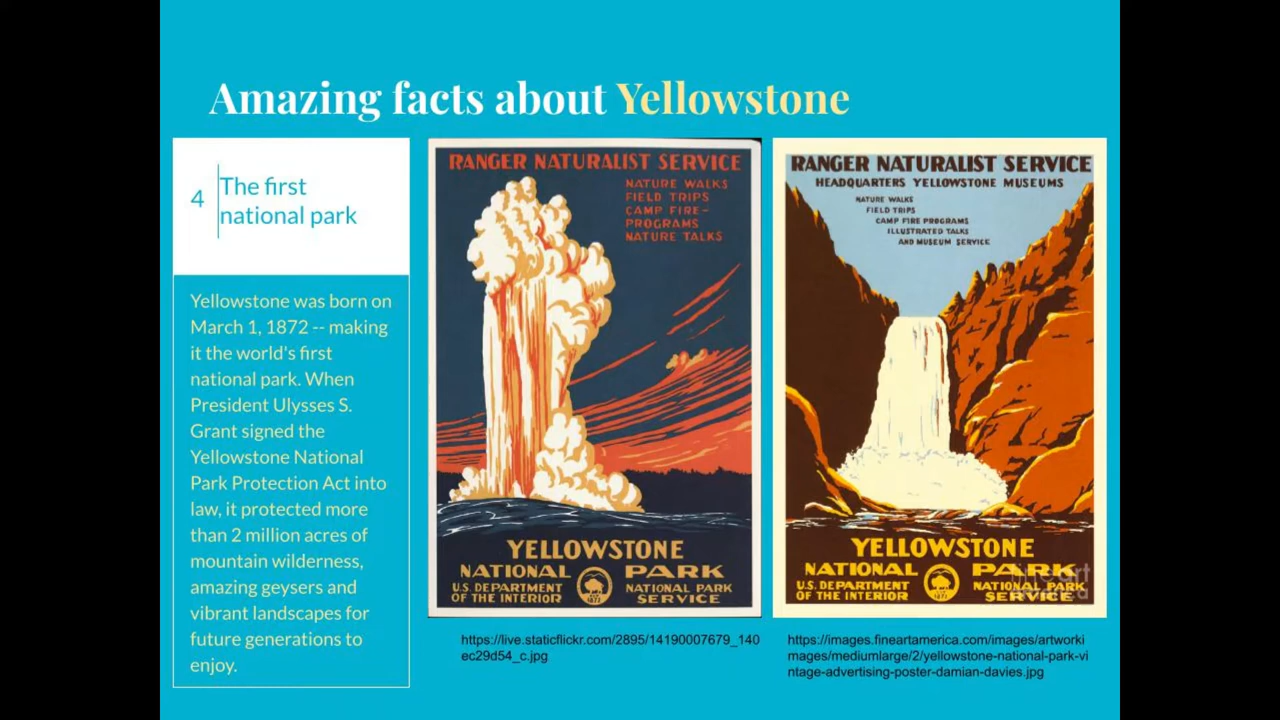 Amazing facts about Yellowstone
4
The first
national park
Yellowstone was born on
March 1, 1872 -- making
it the world's first
national park. When
President Ulysses S.
Grant signed the
Yellowstone National
Park Protection Act into
law, it protected more
than 2 million acres of
mountain wilderness,
amazing geysers and
vibrant landscapes for
future generations to
enjoy.
RANGER NATURALIST SERVICE
NATURE WALKS
FIELD TRIPS
CAMP FIRE-
PROGRAMS
NATURE TALKS
YELLOWSTONE
NATIONAL PARK
U.S. DEPARTMENT
OF THE INTERIOR
1872
NATIONAL PARK
SERVICE
https://live.staticflickr.com/2895/14190007679_140
ec29d54_c.jpg
RANGER NATURALIST SERVICE
HEADQUARTERS YELLOWSTONE MUSEUMS
NATURE WALKS
FIELD TRIPS
CAMP FIRE PROGRAMS
ILLUSTRATED TALKS
AND MUSEUM SERVICE
YELLOWSTONE
NATIONAL PARK
U.S. DEPARTMENT
OF THE INTERIOR
NATIONAL PARK
SERVICE
https://images.fineartamerica.com/images/artworki
mages/mediumlarge/2/yellowstone-national-park-vi
ntage-advertising-poster-damian-davies.jpg